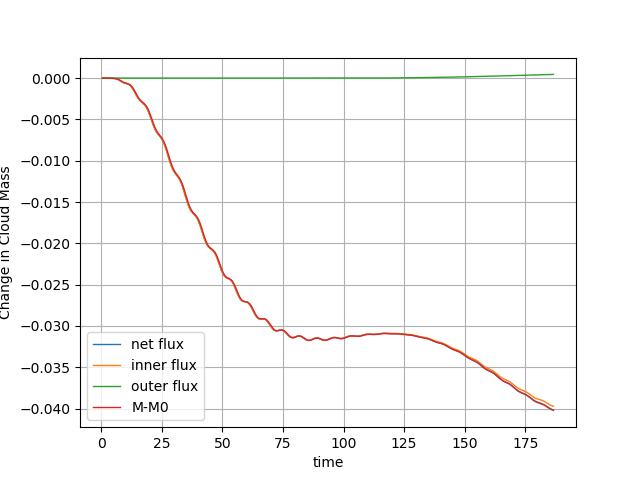 0.000
−0.005
−0.010
−0.015
−0.020
−0.025
−0.030
−0.035
−0.040
Change in Cloud Mass
net flux
inner flux
outer flux
M-M0
0 25 50 75 100 125 150 175
time